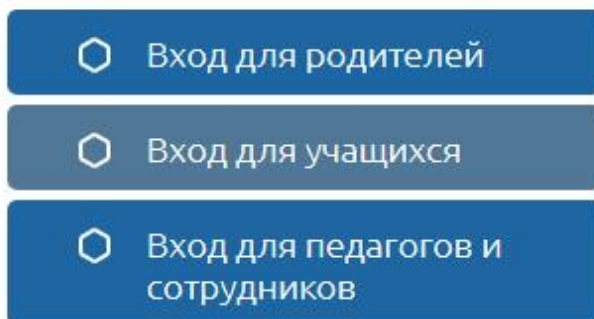 Вход для родителей
Вход для учащихся
Вход для педагогов и
сотрудников